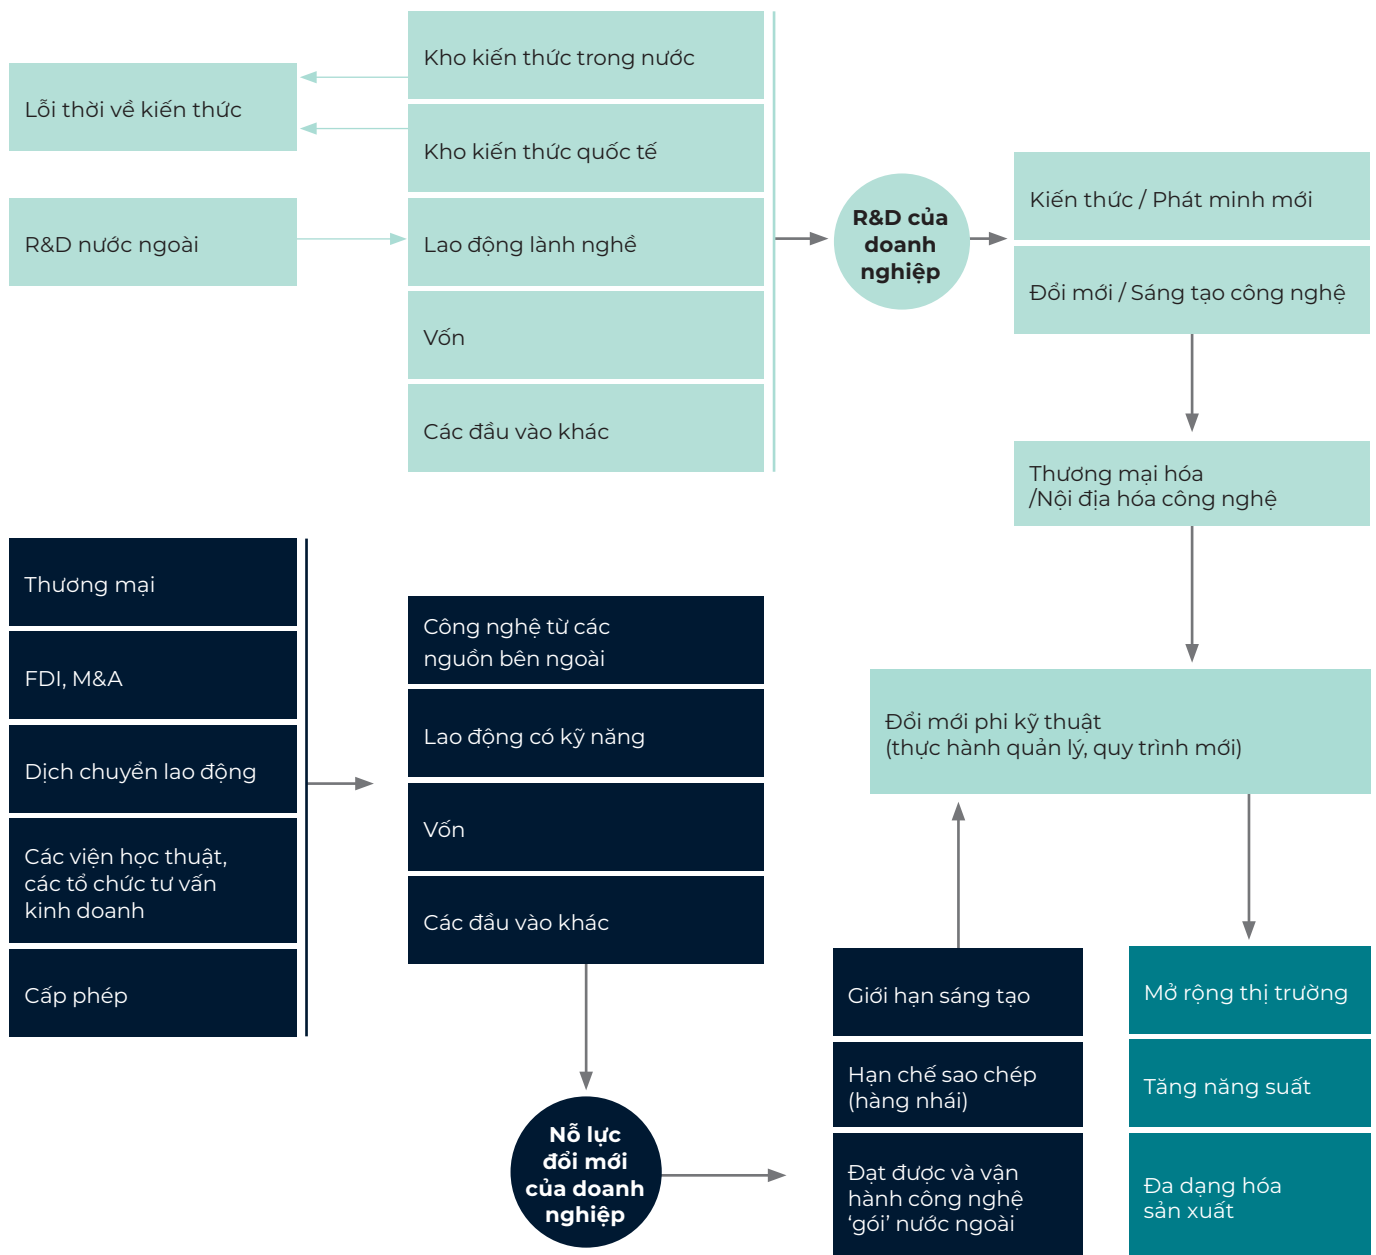 Lỗi thời về kiến thức
R&D nước ngoài
Kho kiến thức trong nước
Kho kiến thức quốc tế
Lao động lành nghề
Vốn
Các đầu vào khác
R&D của
doanh
nghiệp
Kiến thức / Phát minh mới
Đổi mới / Sáng tạo công nghệ
Thương mại hóa
/Nội địa hóa công nghệ
Đổi mới phi kỹ thuật
(thực hành quản lý, quy trình mới)
Thương mại
FDI, M&A
Dịch chuyển lao động
Các viện học thuật,
các tổ chức tư vấn
kinh doanh
Cấp phép
Công nghệ từ các
nguồn bên ngoài
Lao động có kỹ năng
Vốn
Các đầu vào khác
Nỗ lực
đổi mới
của doanh
nghiệp
Giới hạn sáng tạo
Hạn chế sao chép
(hàng nhái)
Đạt được và vận
hành công nghệ
‘gói’ nước ngoài
Mở rộng thị trường
Tăng năng suất
Đa dạng hóa
sản xuất